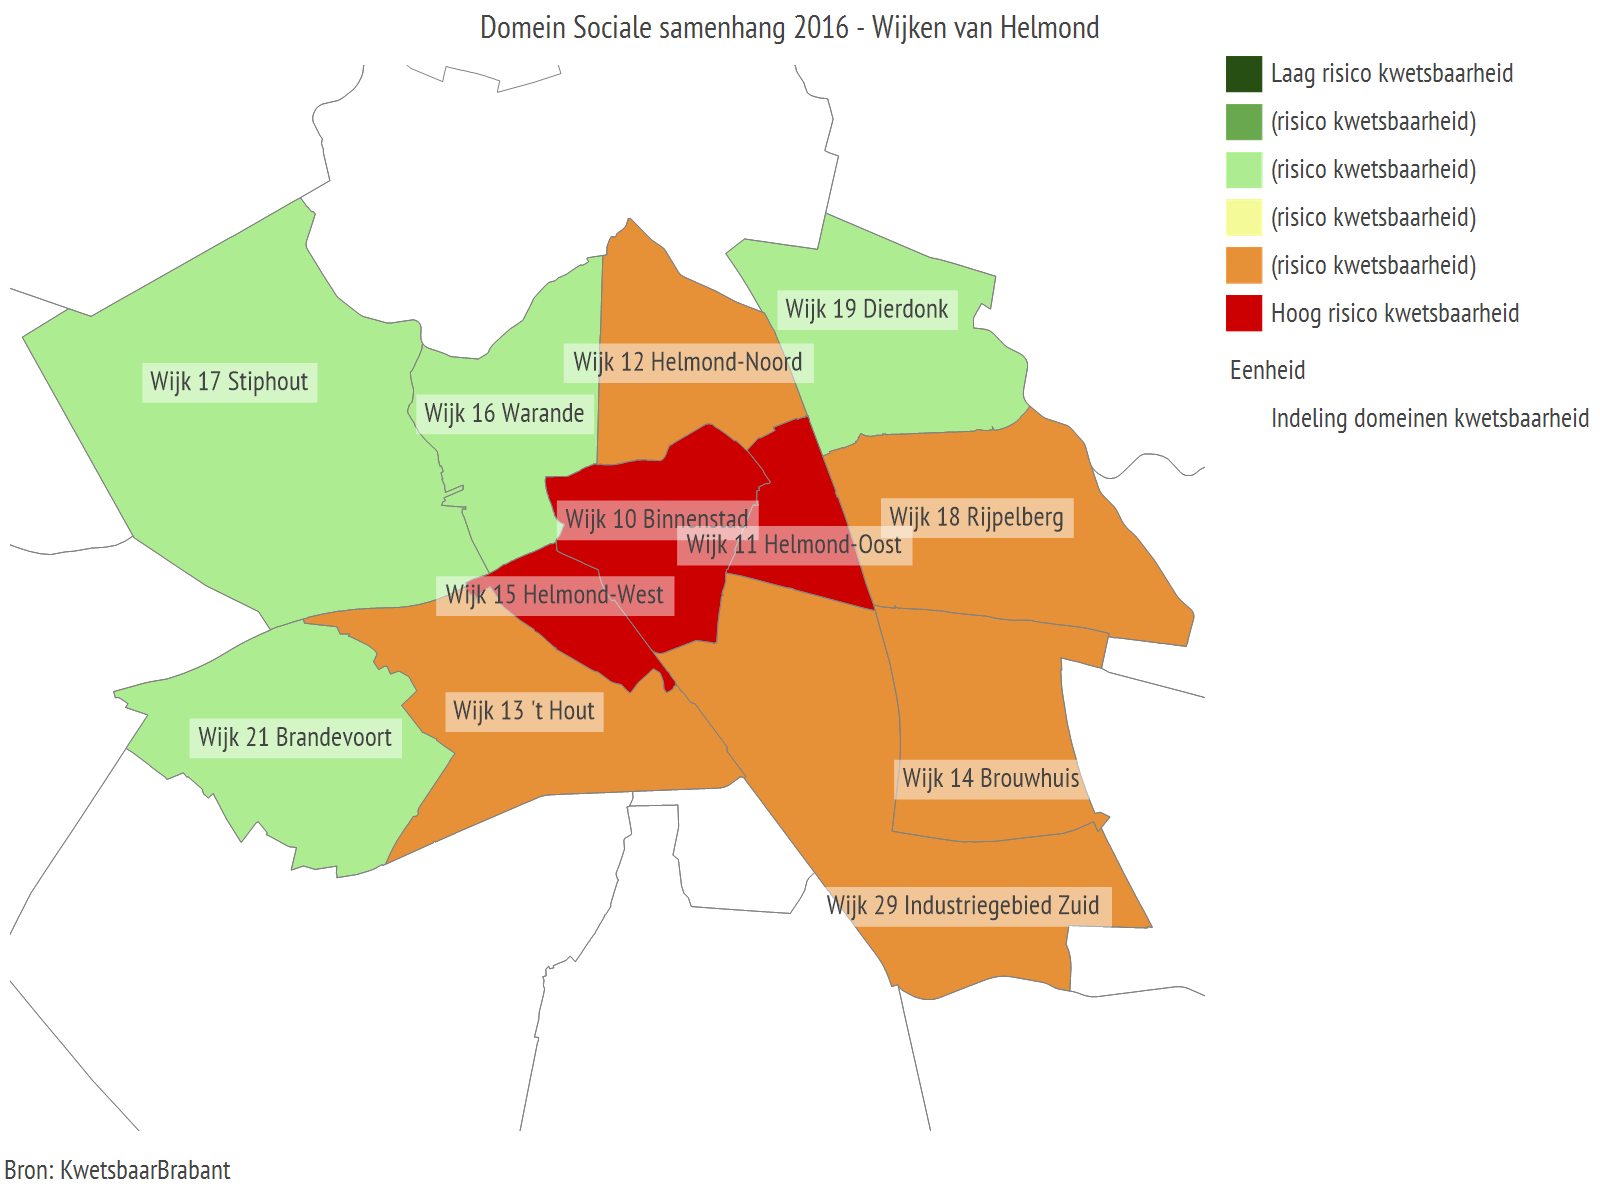 Domein Sociale samenhang 2016 - Wijken van Helmond
Laag risico kwetsbaarheid
(risico kwetsbaarheid)
(risico kwetsbaarheid)
(risico kwetsbaarheid)
(risico kwetsbaarheid)
Hoog risico kwetsbaarheid
Eenheid
Indeling domeinen kwetsbaarheid
Wijk 19 Dierdonk
Wijk 12 Helmond-Noord
Wijk 17 Stiphout
Wijk 16 Warande
Wijk 10 Binnenstad
Wijk 18 Rijpelberg
Wijk 11 Helmond-Oost
Wijk 15 Helmond-West
Wijk 13 't Hout
Wijk 21 Brandevoort
Wijk 14 Brouwhuis
Wijk 29 Industriegebied Zuid
Bron: KwetsbaarBrabant